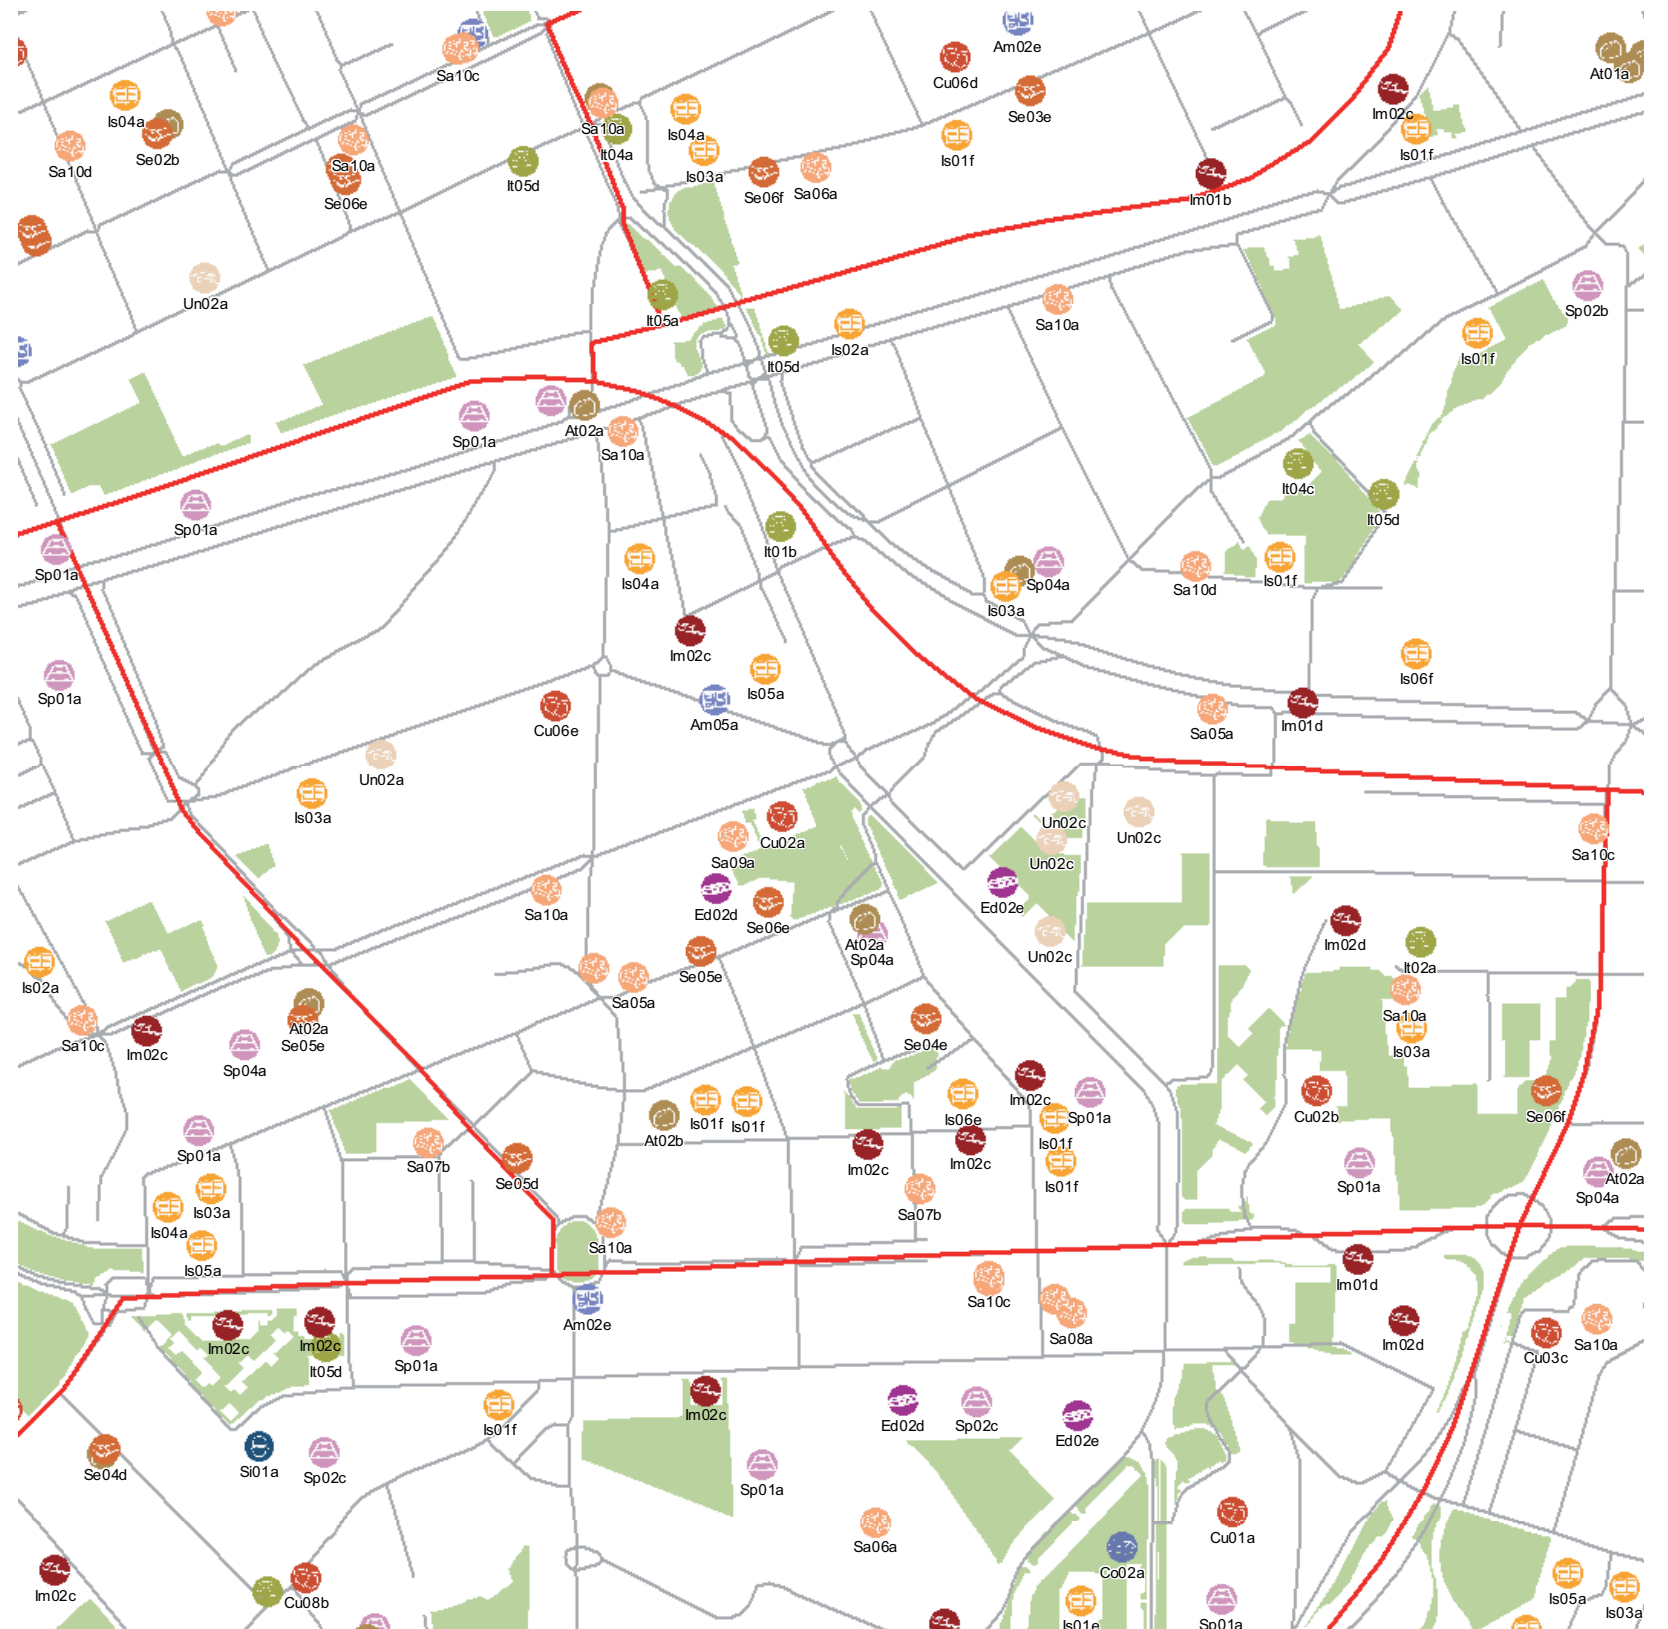 Am02e
Sa10c
Cu06d
At01a
Se03e
Im02c
Is04a
Sa10a
Is04a
It04a
Is01f
Is01f
Se02b
Sa10d
Sa10a
It05d
Is03a
Se06f
Sa06a
Se06e
Im01b
Un02a
Sp02b
It05a
Sa10a
Is02a
Is01f
It05d
Sp01a
At02a
Sa10a
It04c
It05d
Sp01a
It01b
Sp01a
Is04a
Is01f
Sp04a
Sa10d
Is03a
Im02c
Is06f
Sp01a
Is05a
Am05a
Cu06e
Im01d
Sa05a
Un02a
Is03a
Un02c
Un02c
Cu02a
Sa10c
Sa09a
Un02c
Ed02d
Ed02e
Sa10a
Se06e
At02a
Im02d
Un02c
Sp04a
It02a
Se05e
Is02a
Sa05a
Sa10a
At02a
Sa10c
Se05e
Im02c
Se04e
Is03a
Sp04a
Im02c
Is06e
Sp01a
Cu02b
Se06f
Is01f
Is01f
At02b
Is01f
Sp01a
Im02c
Im02c
Sa07b
Is01f
Sp01a
At02a
Sp04a
Se05d
Is03a
Sa07b
Is04a
Sa10a
Is05a
Im01d
Sa10c
Am02e
Sa08a
Im02d
Im02c
Im02c
Sa10a
Cu03c
Sp01a
It05d
Im02c
Ed02d
Sp02c
Is01f
Ed02e
Si01a
Se04d
Sp02c
Sp01a
Cu01a
Sa06a
Co02a
Im02c
Cu08b
Is05a
Is03a
Is01e
Sp01a